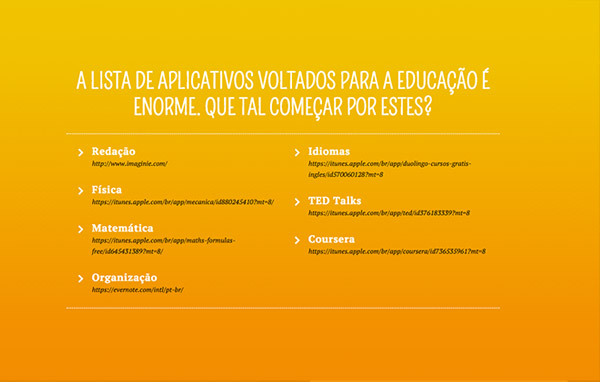 A LISTA DE APLICATIVOS VOLTADOS PARA A EDUCAÇÃO É
ENORME. QUE TAL COMEÇAR POR ESTES?
Redação
http://www.imaginie.com/
Física
https://itunes.apple.com/br/app/mecanica/id880245410?mt=8/
Matemática
https://itunes.apple.com/br/app/maths-formulas-
free/id645431589?mt=8/
Organização
https://evernote.com/intl/pt-br/
Idiomas
https://itunes.apple.com/br/app/duolingo-cursos-gratis-
ingles/id570060128?mt=8
TED Talks
https://itunes.apple.com/br/app/ted/id376183339?mt=8
Coursera
https://itunes.apple.com/br/app/coursera/id736535961?mt=8